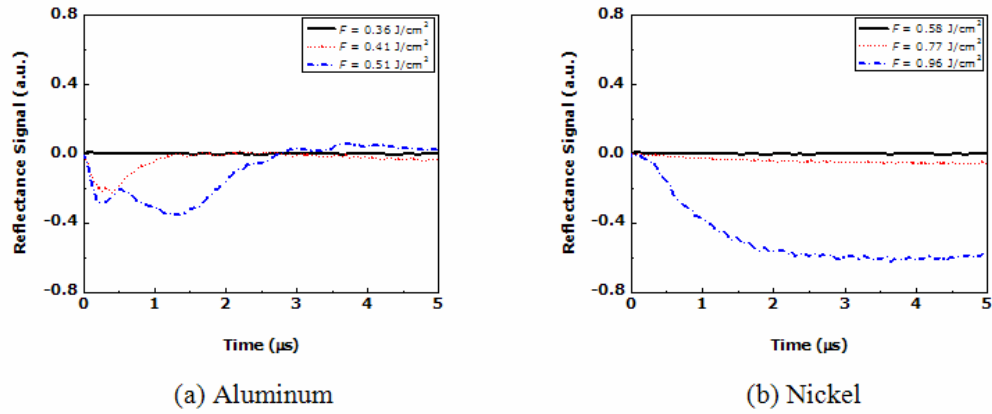 0.8
F = 0.36 J/cm²
F = 0.41 J/cm²
F = 0.51 J/cm²
0.4
0.0
-0.4
-0.8
Reflectance Signal (a.u.)
0 1 2 3 4 5
Time (µs)
(a) Aluminum
0.8
F = 0.58 J/cm²
F = 0.77 J/cm²
F = 0.96 J/cm²
0.4
0.0
-0.4
-0.8
Reflectance Signal (a.u.)
0 1 2 3 4 5
Time (µs)
(b) Nickel